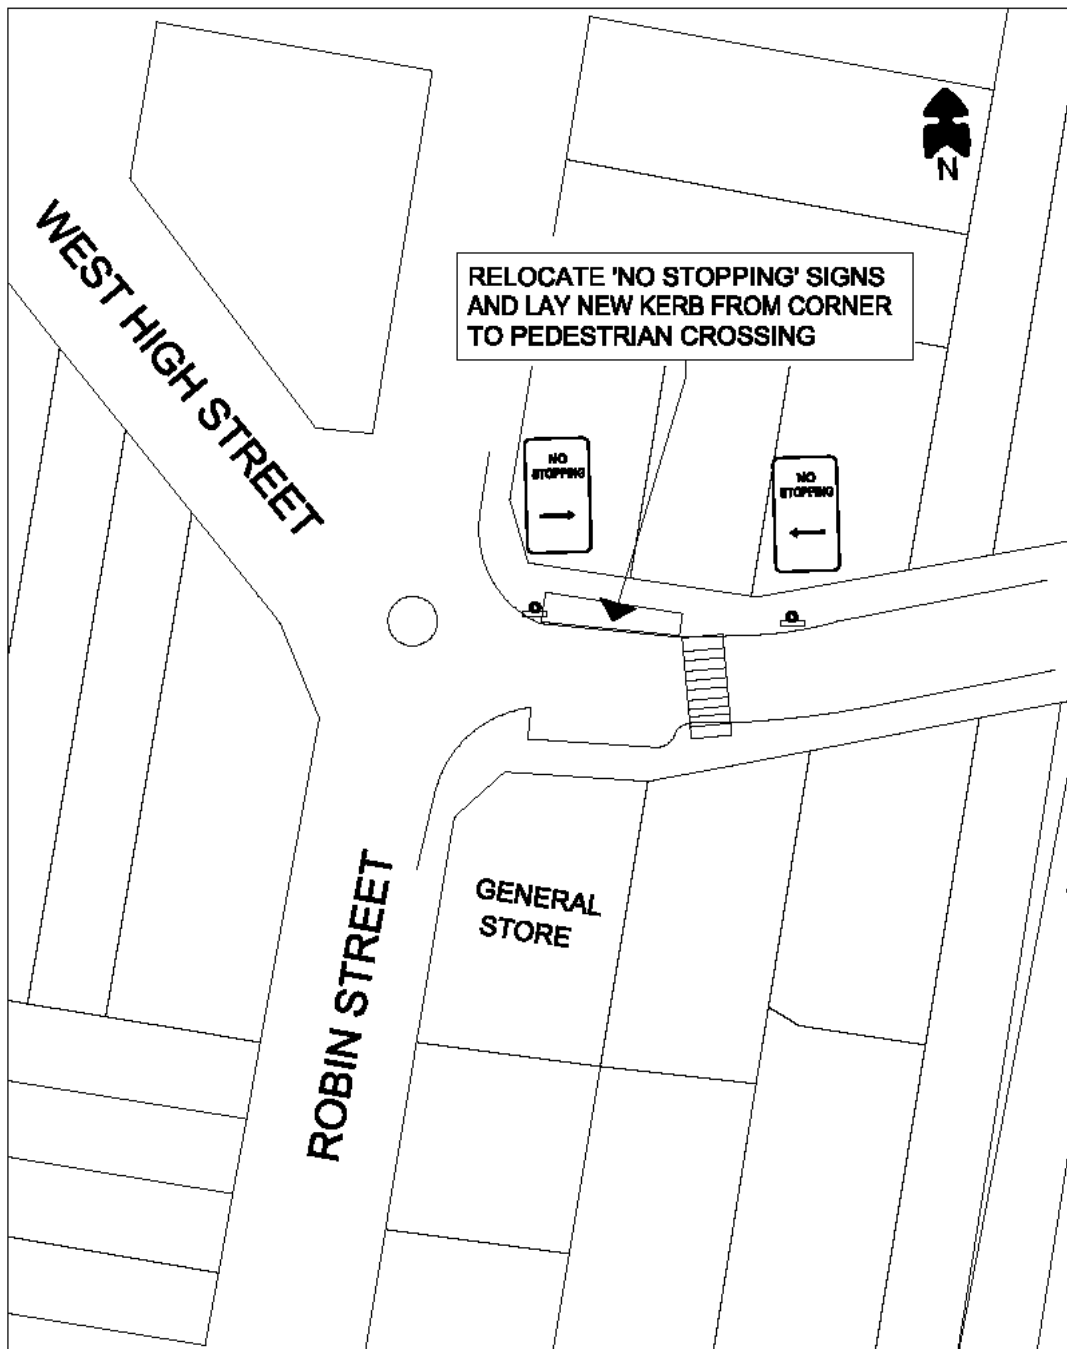 N
WEST HIGH STREET
RELOCATE 'NO STOPPING' SIGNS
AND LAY NEW KERB FROM CORNER
TO PEDESTRIAN CROSSING
NO
STOPPING
NO
STOPPING
GENERAL
STORE
ROBIN STREET